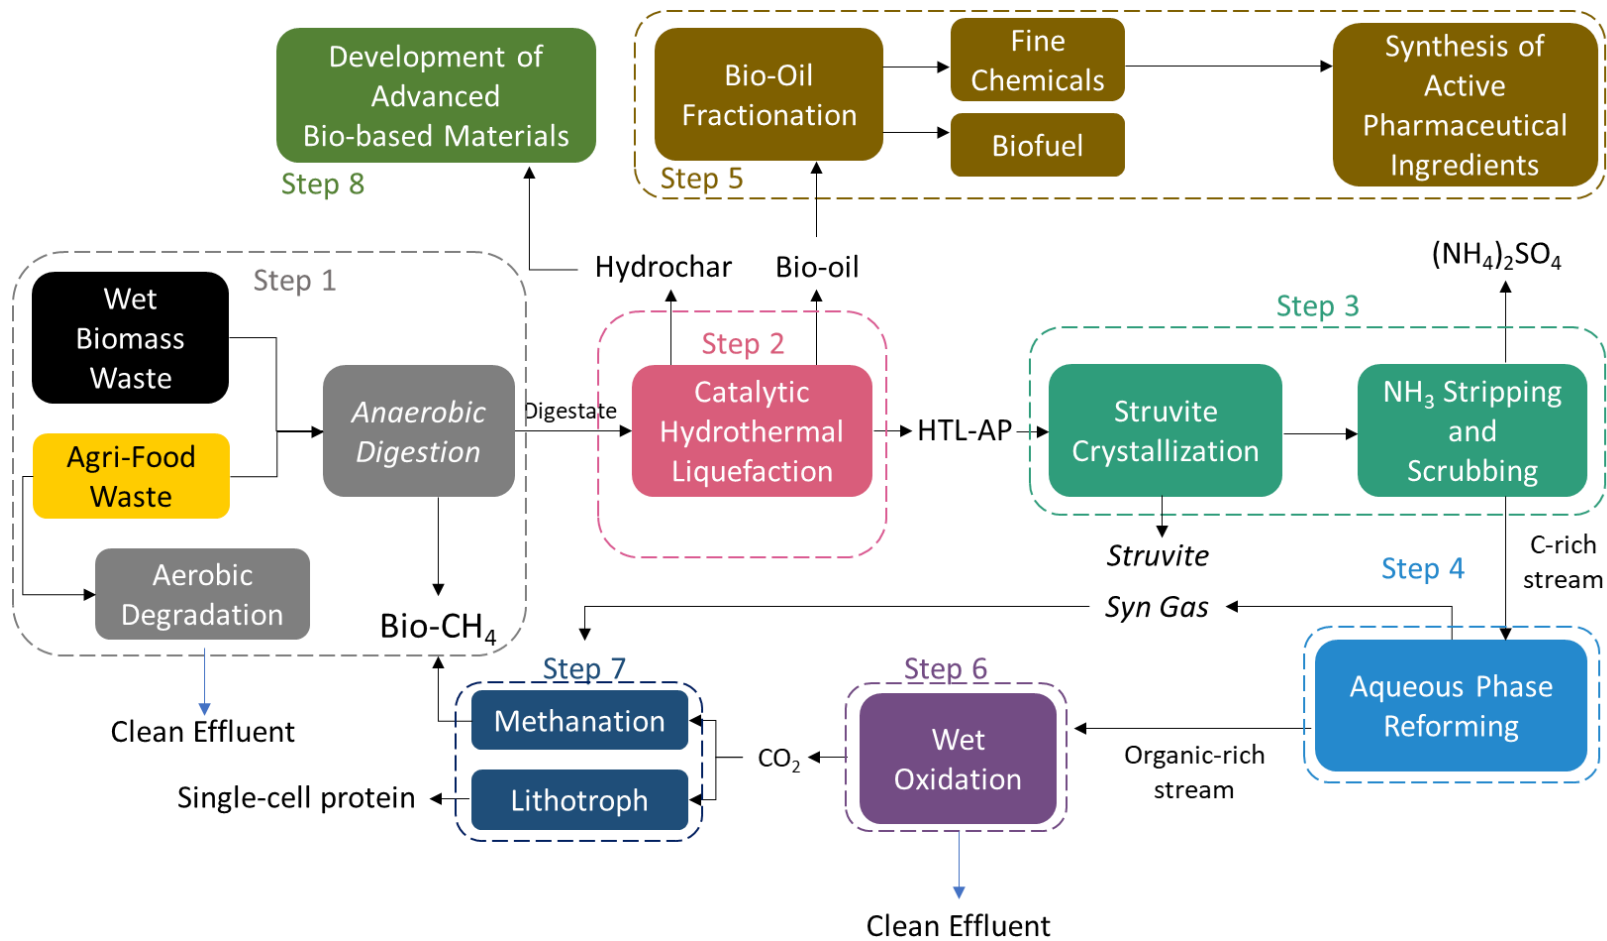 Development of
Advanced
Bio-based Materials
Step 8
Bio-Oil
Fractionation
Fine
Chemicals
Biofuel
Synthesis of
Active
Pharmaceutical
Ingredients
Step 5
Hydrochar
Bio-oil
(NH₄)₂SO₄
Step 1
Wet
Biomass
Waste
Agri-Food
Waste
Anaerobic
Digestion
Aerobic
Degradation
Bio-CH₄
Clean Effluent
Digestate
Step 2
Catalytic
Hydrothermal
Liquefaction
HTL-AP
Step 3
Struvite
Crystallization
NH₃ Stripping
and
Scrubbing
Struvite
C-rich
stream
Step 4
Syn Gas
Aqueous Phase
Reforming
Organic-rich
stream
Step 6
Wet
Oxidation
Clean Effluent
CO₂
Step 7
Methanation
Lithotroph
Single-cell protein